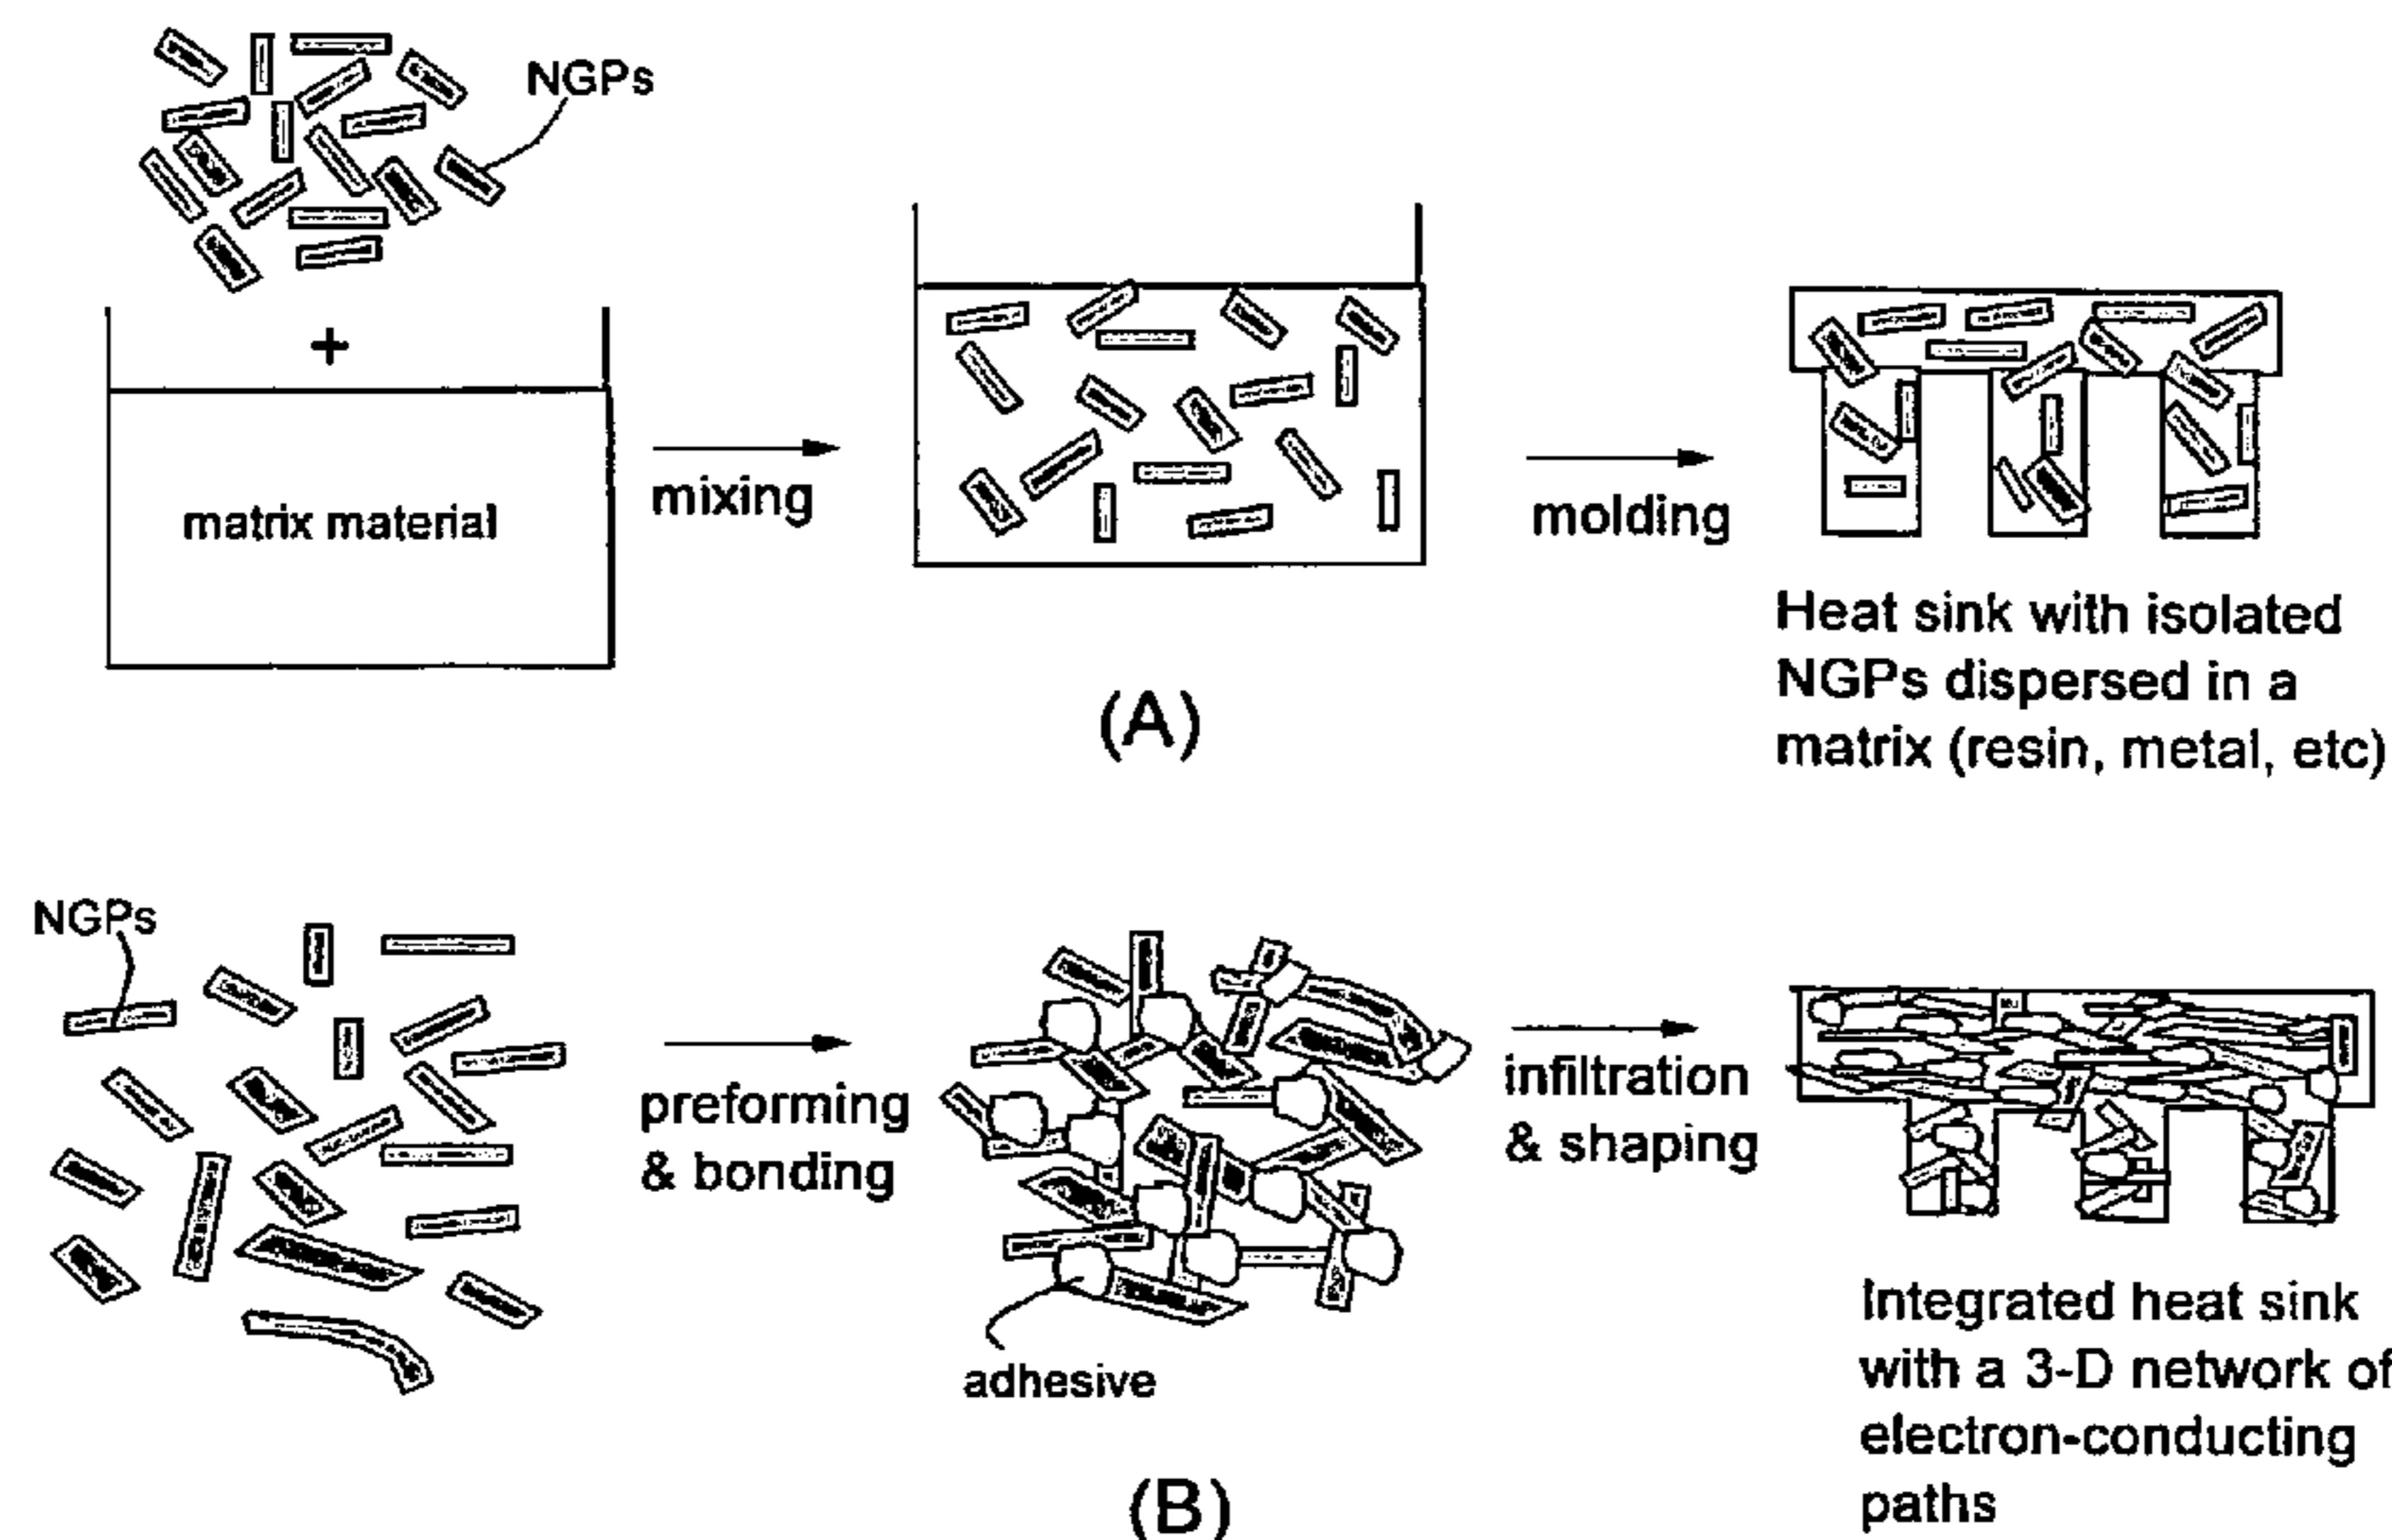 NGPs
+
matrix material
mixing
molding
Heat sink with isolated
NGPs dispersed in a
matrix (resin, metal, etc)
(A)
NGPs
preforming
& bonding
adhesive
infiltration
& shaping
Integrated heat sink
with a 3-D network of
electron-conducting
paths
(B)